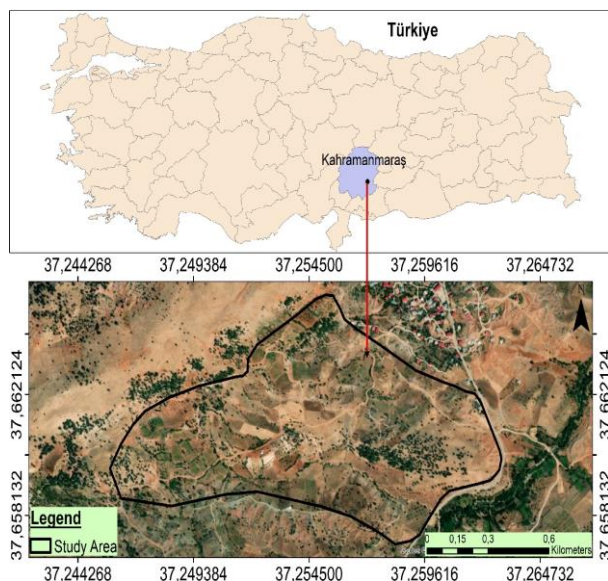 Türkiye
Kahramanmaraş
37,244268 37,249384 37,254500 37,259616 37,264732
37,662124
37,662124
37,658132
37,658132
Legend
Study Area
0 0,15 0,3 0,6
Kilometers
37,244268 37,249384 37,254500 37,259616 37,264732